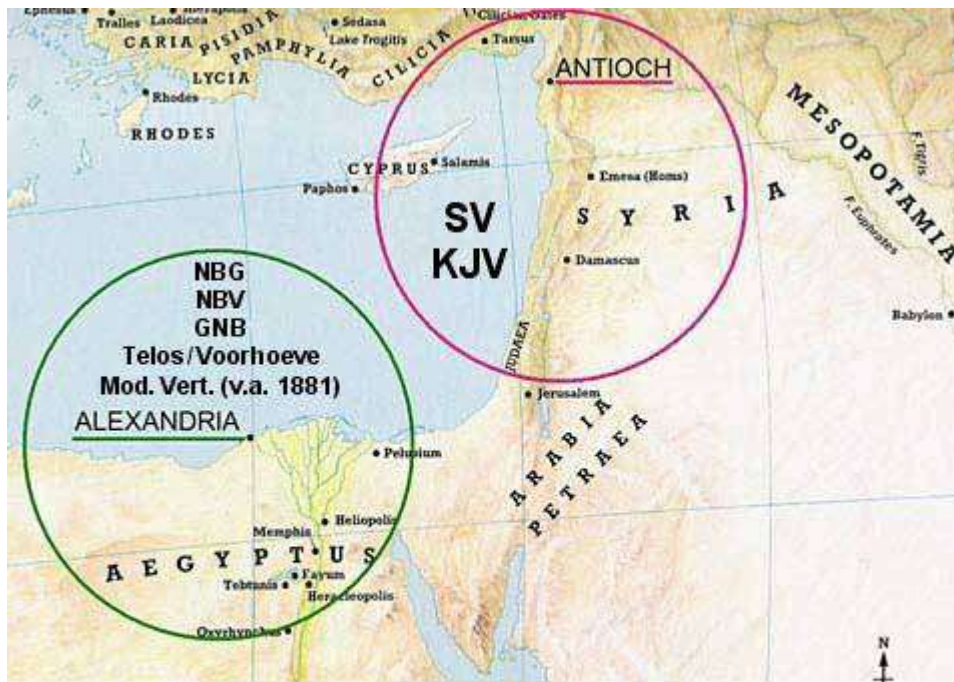 Ephesus
Tralles
Laodicea
CARIA
PISIDIA
PAMPHYLIA
LYCIA
Sedasa
Lake Trogitis
CILICIA
Cilician Gates
Tarsus
ANTIOCH
Rhodes
RHODES
CYPRUS
Salamis
Paphos
Emesa (Homs)
SYRIA
MESOPOTAMIA
F. Tigris
F. Euphrates
SV
KJV
Damascus
Babylon
NBG
NBV
GNB
Telos/Voorhoeve
Mod. Vert. (v.a. 1881)
ALEXANDRIA
JUDAEA
Jerusalem
ARABIA
PETRAEA
Pelusium
Heliopolis
Memphis
AEGYPTUS
Fayum
Tebtunis
Heracleopolis
Oxyrhynchus
N